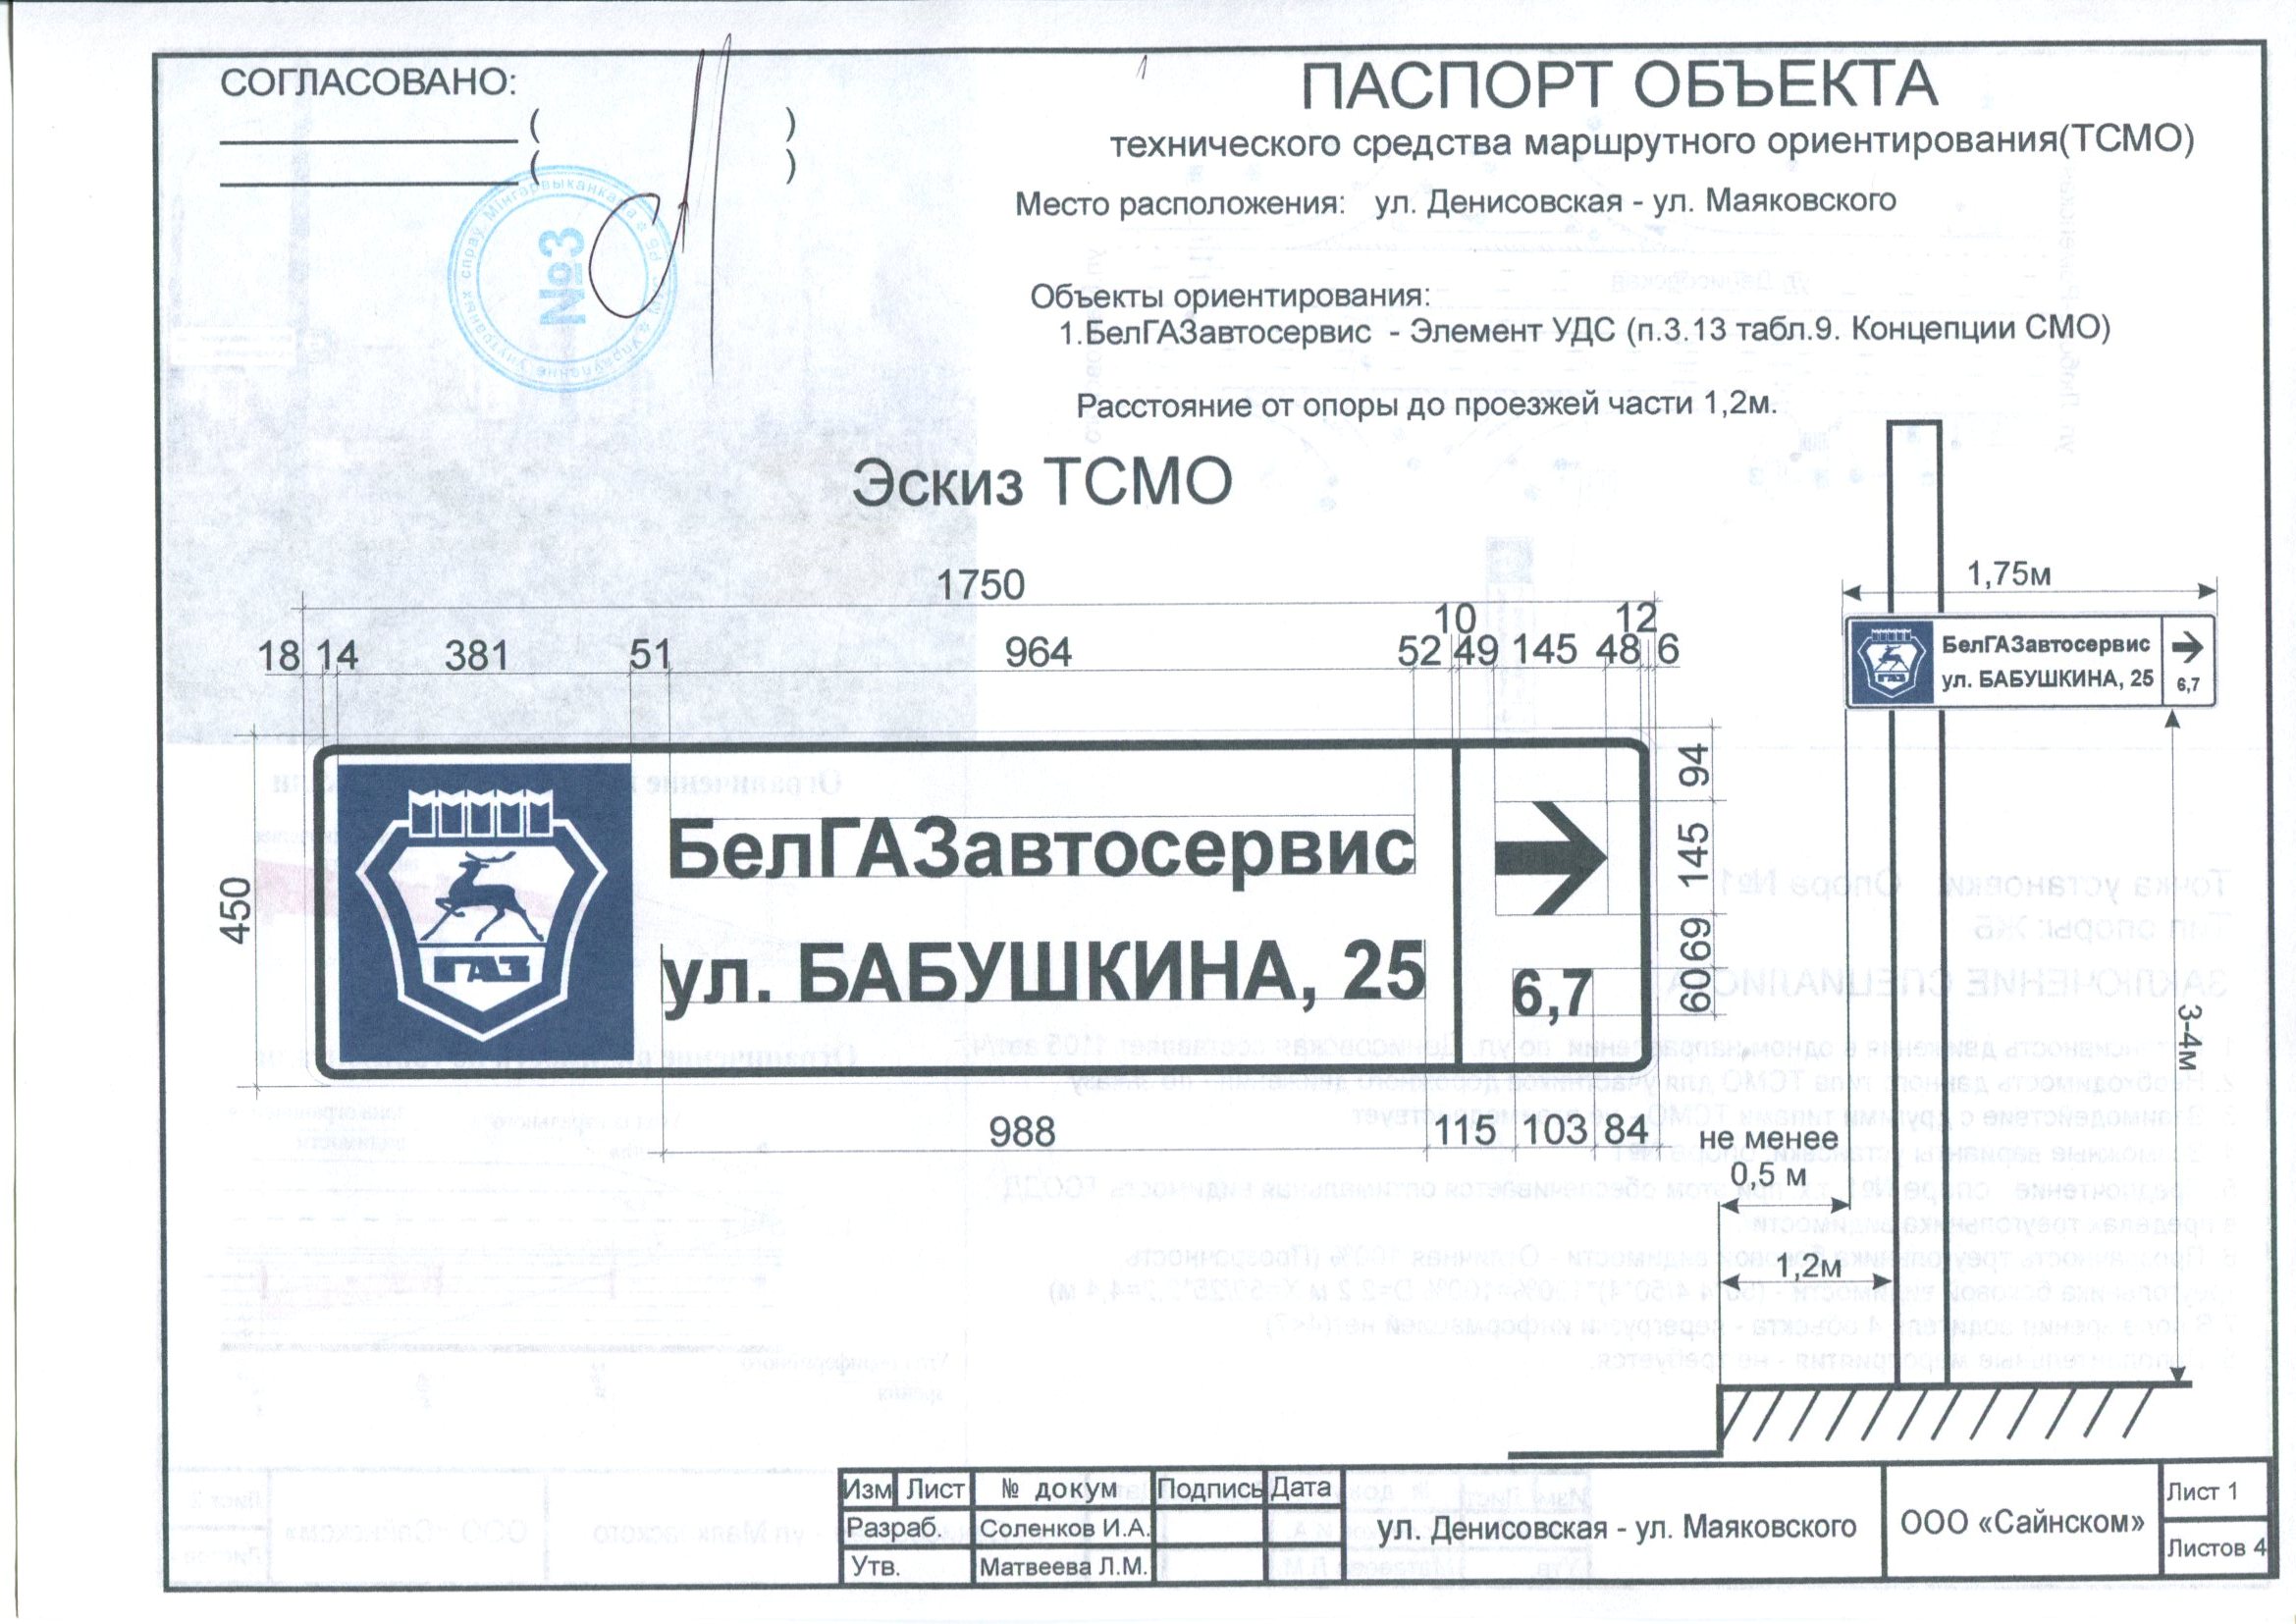 СОГЛАСОВАНО:
( )
( )
№3
ПАСПОРТ ОБЪЕКТА
технического средства маршрутного ориентирования(ТСМО)
Место расположения: ул. Денисовская - ул. Маяковского
Объекты ориентирования:
1.БелГАЗавтосервис - Элемент УДС (п.3.13 табл.9. Концепции СМО)
Расстояние от опоры до проезжей части 1,2м.
Эскиз ТСМО
1750
10 12
18 14 381 51 964 52 49 145 48 6
450
ГАЗ
БелГАЗавтосервис
ул. БАБУШКИНА, 25
6,7
94
145
69
60
988 115 103 84
1,75м
ГАЗ
БелГАЗавтосервис
ул. БАБУШКИНА, 25
6,7
3-4м
не менее
0,5 м
1,2м
Изм Лист № докум Подпись Дата
Разраб. Соленков И.А.
Утв. Матвеева Л.М.
ул. Денисовская - ул. Маяковского
ООО «Сайнском»
Лист 1
Листов 4